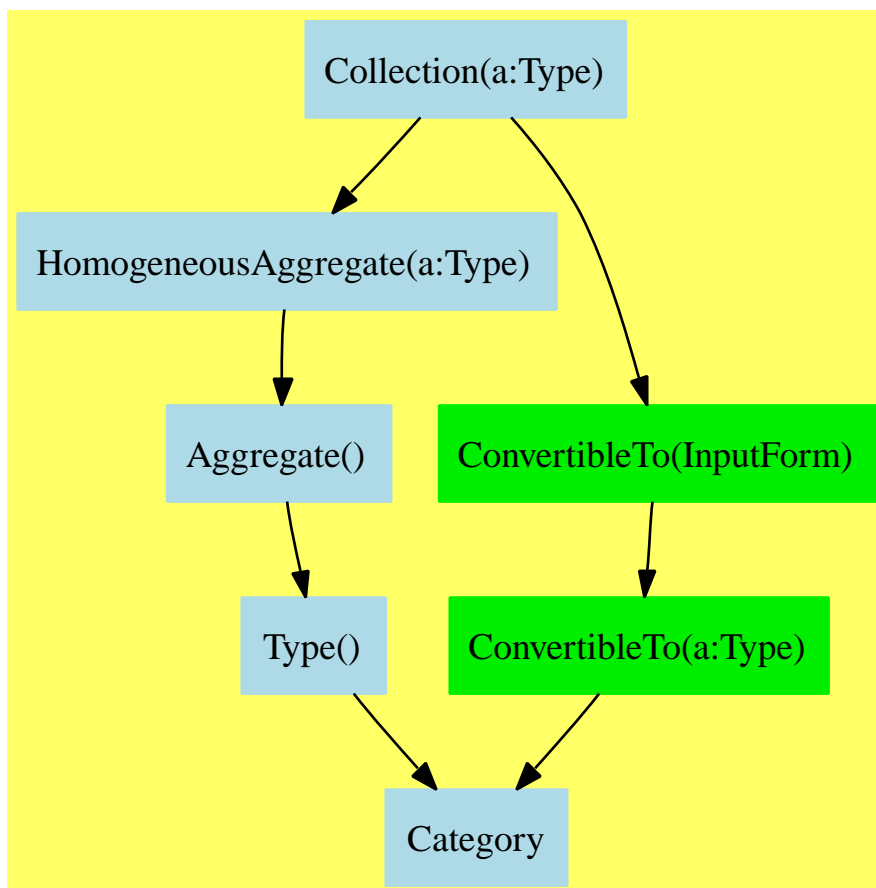 Collection(a:Type)
HomogeneousAggregate(a:Type)
Aggregate()
ConvertibleTo(InputForm)
Type()
ConvertibleTo(a:Type)
Category